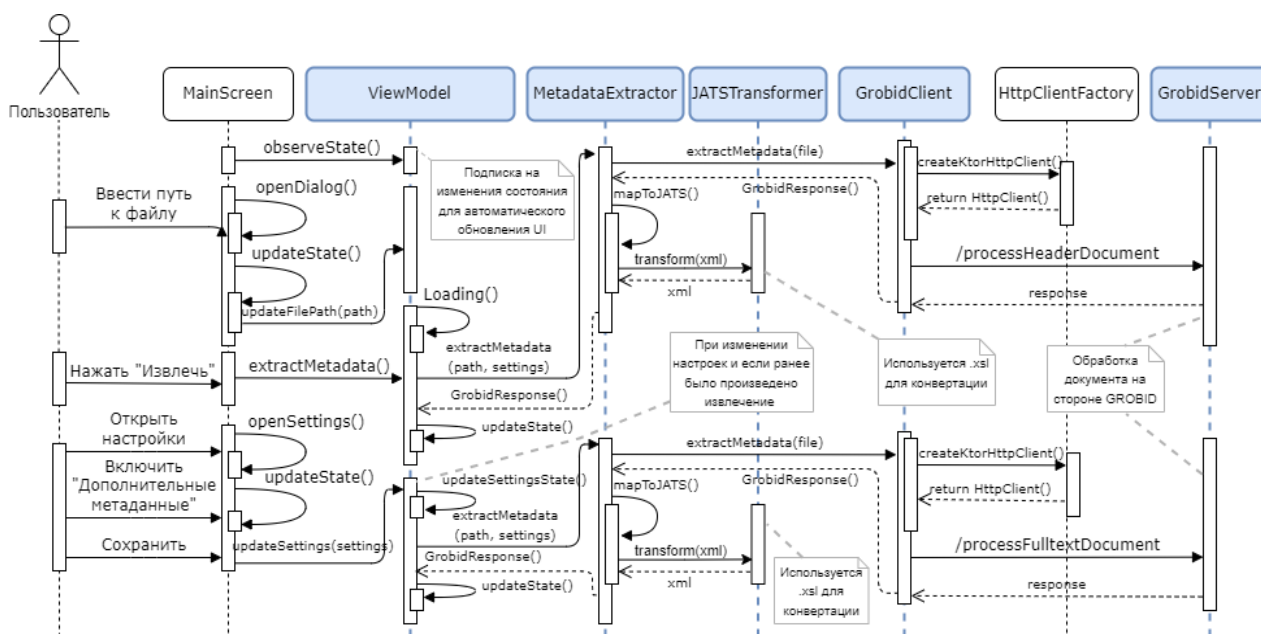 Пользователь
MainScreen
ViewModel
MetadataExtractor
JATSTransformer
GrobidClient
HttpClientFactory
GrobidServer
observeState()
Подписка на
изменения состояния
для автоматического
обновления UI
extractMetadata(file)
createKtorHttpClient()
GrobidResponse()
return HttpClient()
openDialog()
Ввести путь
к файлу
mapToJATS()
updateState()
transform(xml)
xml
/processHeaderDocument
response
updateFilePath(path)
Loading()
extractMetadata
(path, settings)
При изменении
настроек и если ранее
было произведено
извлечение
Используется .xsl
для конвертации
Обработка
документа на
стороне GROBID
Нажать "Извлечь"
extractMetadata()
GrobidResponse()
updateState()
Открыть
настройки
openSettings()
extractMetadata(file)
createKtorHttpClient()
GrobidResponse()
return HttpClient()
Включить
"Дополнительные
метаданные"
updateState()
updateSettingsState()
mapToJATS()
extractMetadata
(path, settings)
Сохранить
updateSettings(settings)
GrobidResponse()
transform(xml)
xml
/processFulltextDocument
response
updateState()
Используется
.xsl для
конвертации